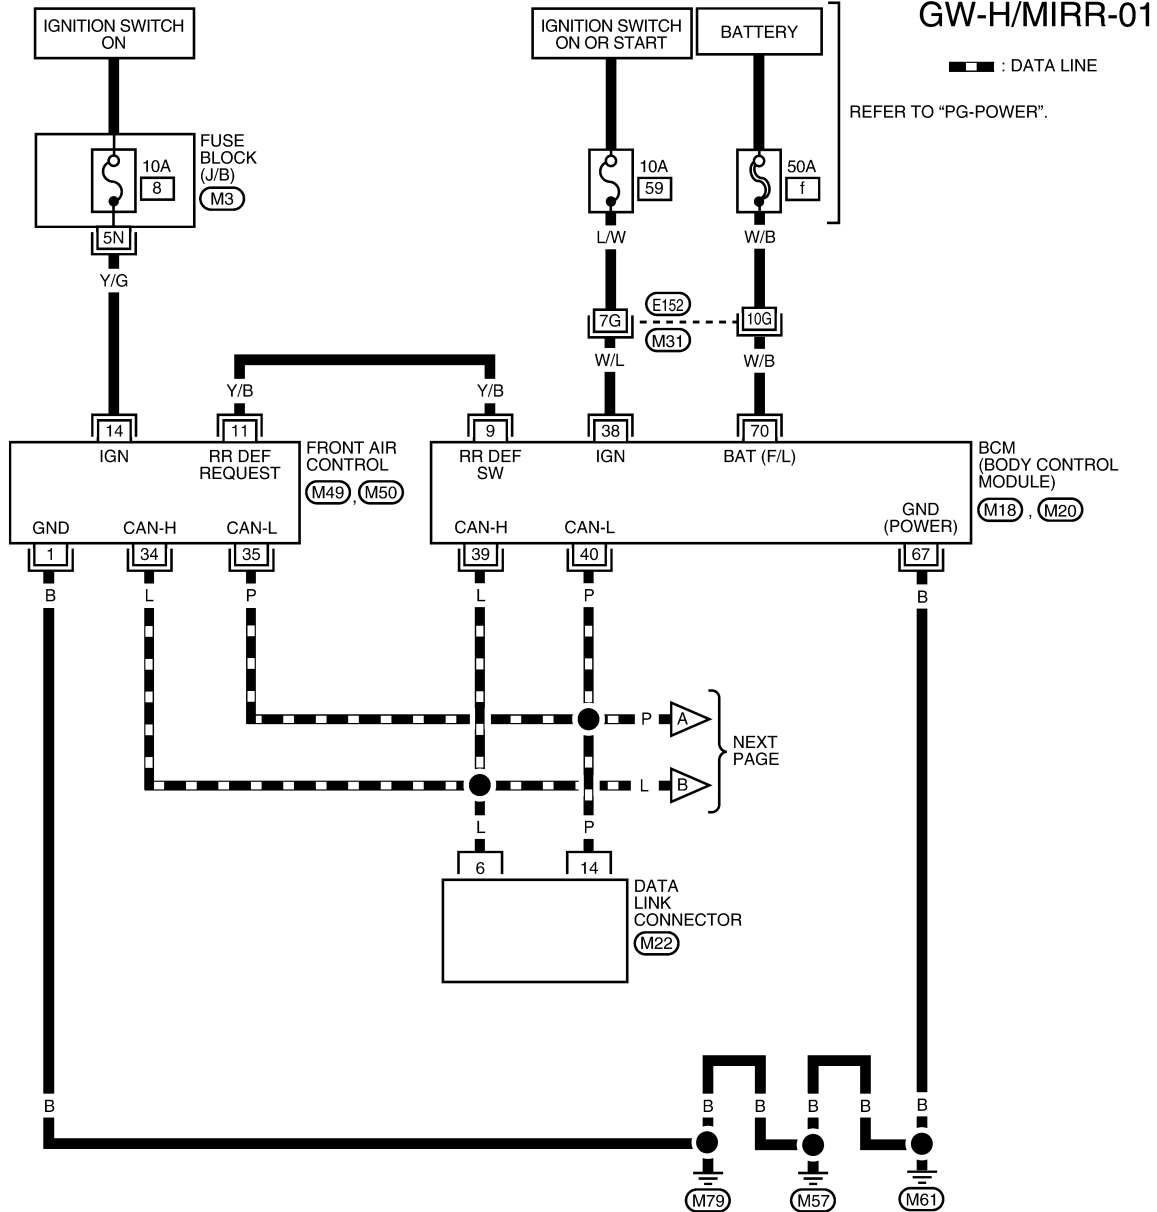 GW-H/MIRR-01
IGNITION SWITCH
ON
IGNITION SWITCH
ON OR START
BATTERY
: DATA LINE
REFER TO “PG-POWER”.
FUSE
BLOCK
(J/B)
M3
10A
8
10A
59
50A
f
5N
L/W
W/B
Y/G
7G
E152
M31
10G
W/L
W/B
Y/B
Y/B
14
11
9
38
70
IGN
RR DEF
REQUEST
FRONT AIR
CONTROL
M49 , M50
RR DEF
SW
IGN
BAT (F/L)
BCM
(BODY CONTROL
MODULE)
M18 , M20
GND
CAN-H
CAN-L
CAN-H
CAN-L
GND
(POWER)
1
34
35
39
40
67
B
L
P
L
P
B
P
A
L
B
NEXT
PAGE
L
P
6
14
DATA
LINK
CONNECTOR
M22
B
B
B
B
B
B
M79
M57
M61